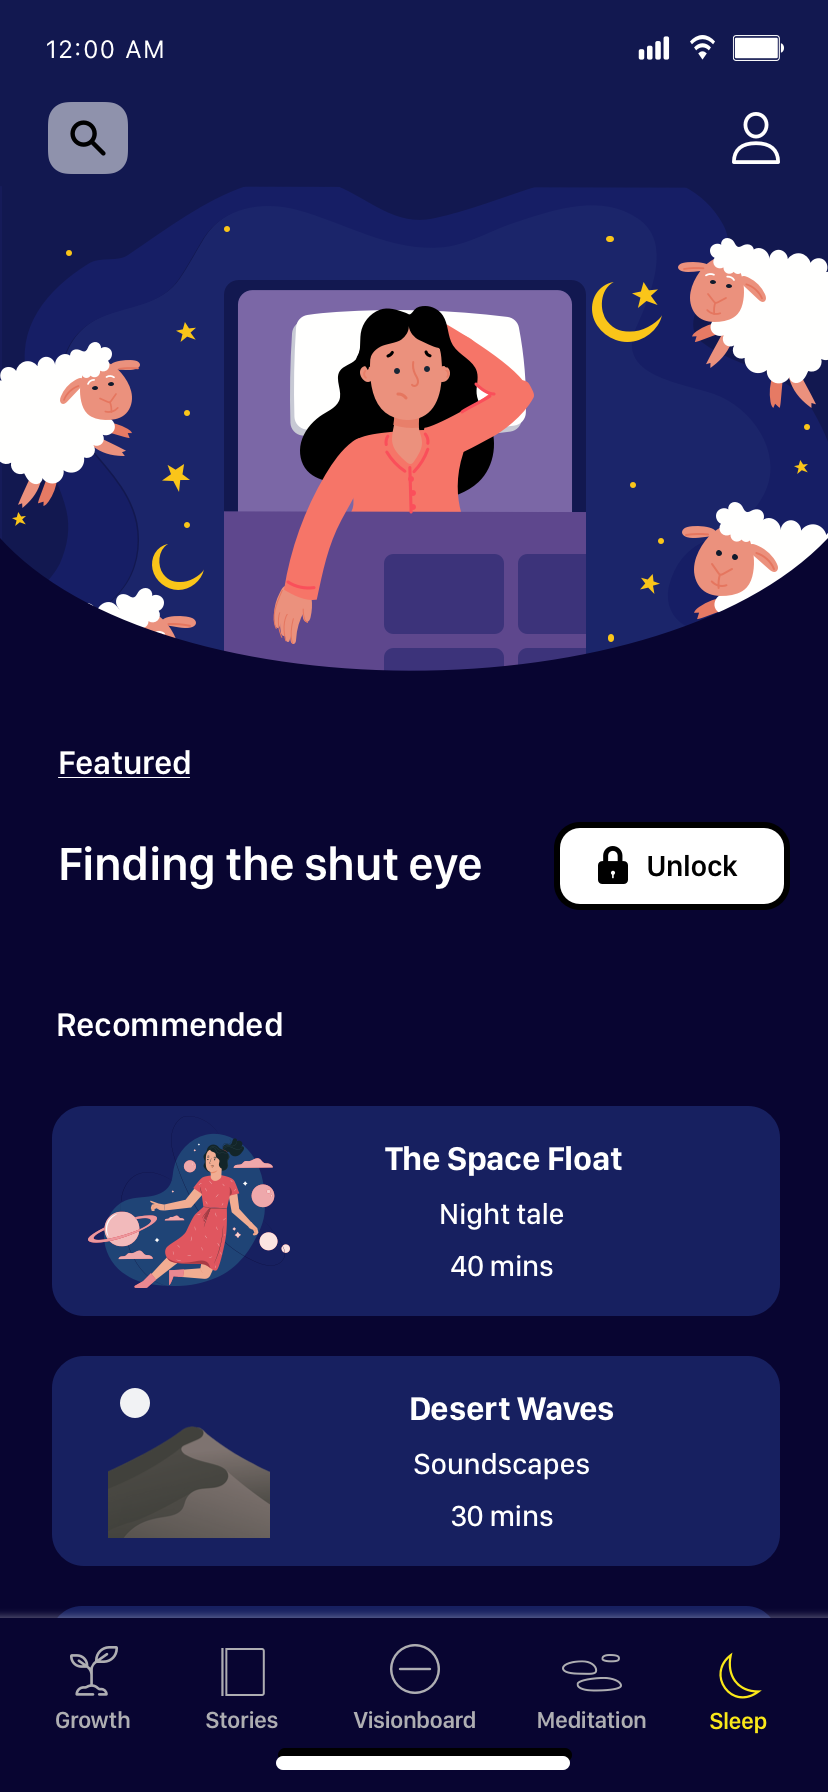 12:00 AM
Featured
Finding the shut eye
Unlock
Recommended
The Space Float
Night tale
40 mins
Desert Waves
Soundscapes
30 mins
Growth
Stories
Visionboard
Meditation
Sleep